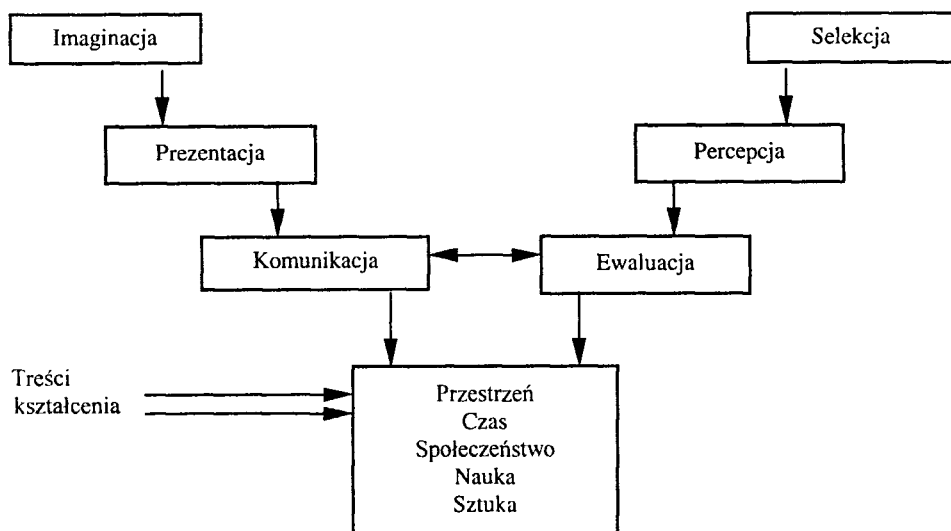 Imaginacja
Selekcja
Prezentacja
Percepcja
Komunikacja
Ewaluacja
Treści
kształcenia
Przestrzeń
Czas
Społeczeństwo
Nauka
Sztuka